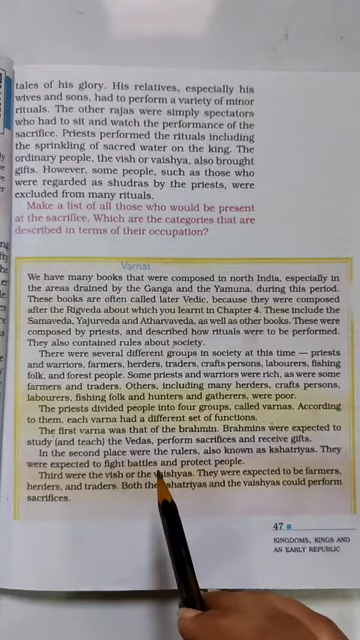 tales of his glory. His relatives, especially his
wives and sons, had to perform a variety of minor
rituals. The other rajas were simply spectators
who had to sit and watch the performance of the
sacrifice. Priests performed the rituals including
the sprinkling of sacred water on the king. The
ordinary people, the vish or vaishya, also brought
gifts. However, some people, such as those who
were regarded as shudras by the priests, were
excluded from many rituals.
Make a list of all those who would be present
at the sacrifice. Which are the categories that are
described in terms of their occupation?
Varnas
We have many books that were composed in north India, especially in
the areas drained by the Ganga and the Yamuna, during this period.
These books are often called later Vedic, because they were composed
after the Rigveda about which you learnt in Chapter 4. These include the
Samaveda, Yajurveda and Atharvaveda, as well as other books. These were
composed by priests, and described how rituals were to be performed.
They also contained rules about society.
There were several different groups in society at this time — priests
and warriors, farmers, herders, traders, crafts persons, labourers, fishing
folk, and forest people. Some priests and warriors were rich, as were some
farmers and traders. Others, including many herders, crafts persons,
labourers, fishing folk and hunters and gatherers, were poor.
The priests divided people into four groups, called varnas. According
to them, each varna had a different set of functions.
The first varna was that of the brahmin. Brahmins were expected to
study (and teach) the Vedas, perform sacrifices and receive gifts.
In the second place were the rulers, also known as kshatriyas. They
were expected to fight battles and protect people.
Third were the vish or the vaishyas. They were expected to be farmers,
herders, and traders. Both the kshatriyas and the vaishyas could perform
sacrifices.
47
KINGDOMS, KINGS AND
AN EARLY REPUBLIC